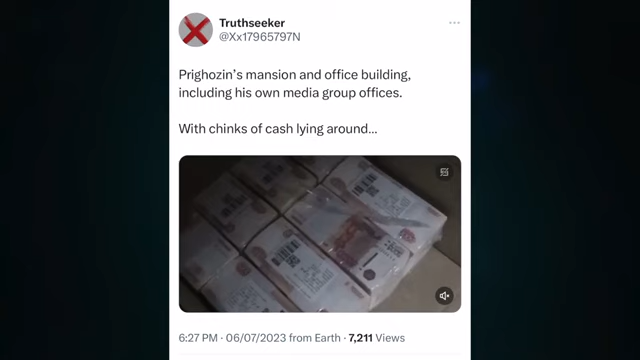 Truthseeker
@Xx17965797N
Prighozin's mansion and office building,
including his own media group offices.
With chinks of cash lying around...
6:27 PM · 06/07/2023 from Earth · 7,211 Views